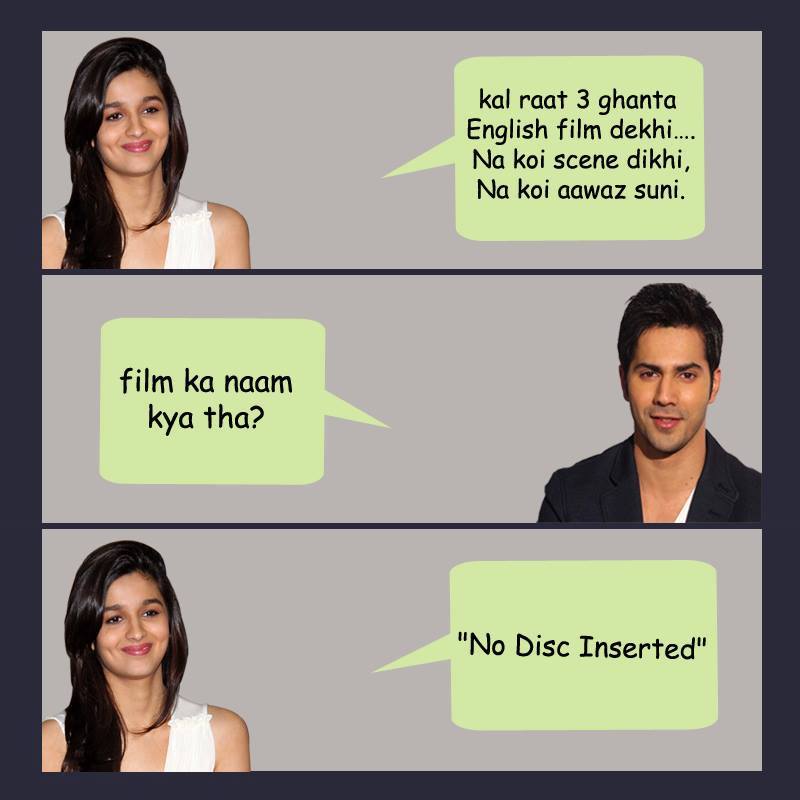 kal raat 3 ghanta
English film dekhi....
Na koi scene dikhi,
Na koi aawaz suni.
film ka naam
kya tha?
"No Disc Inserted"